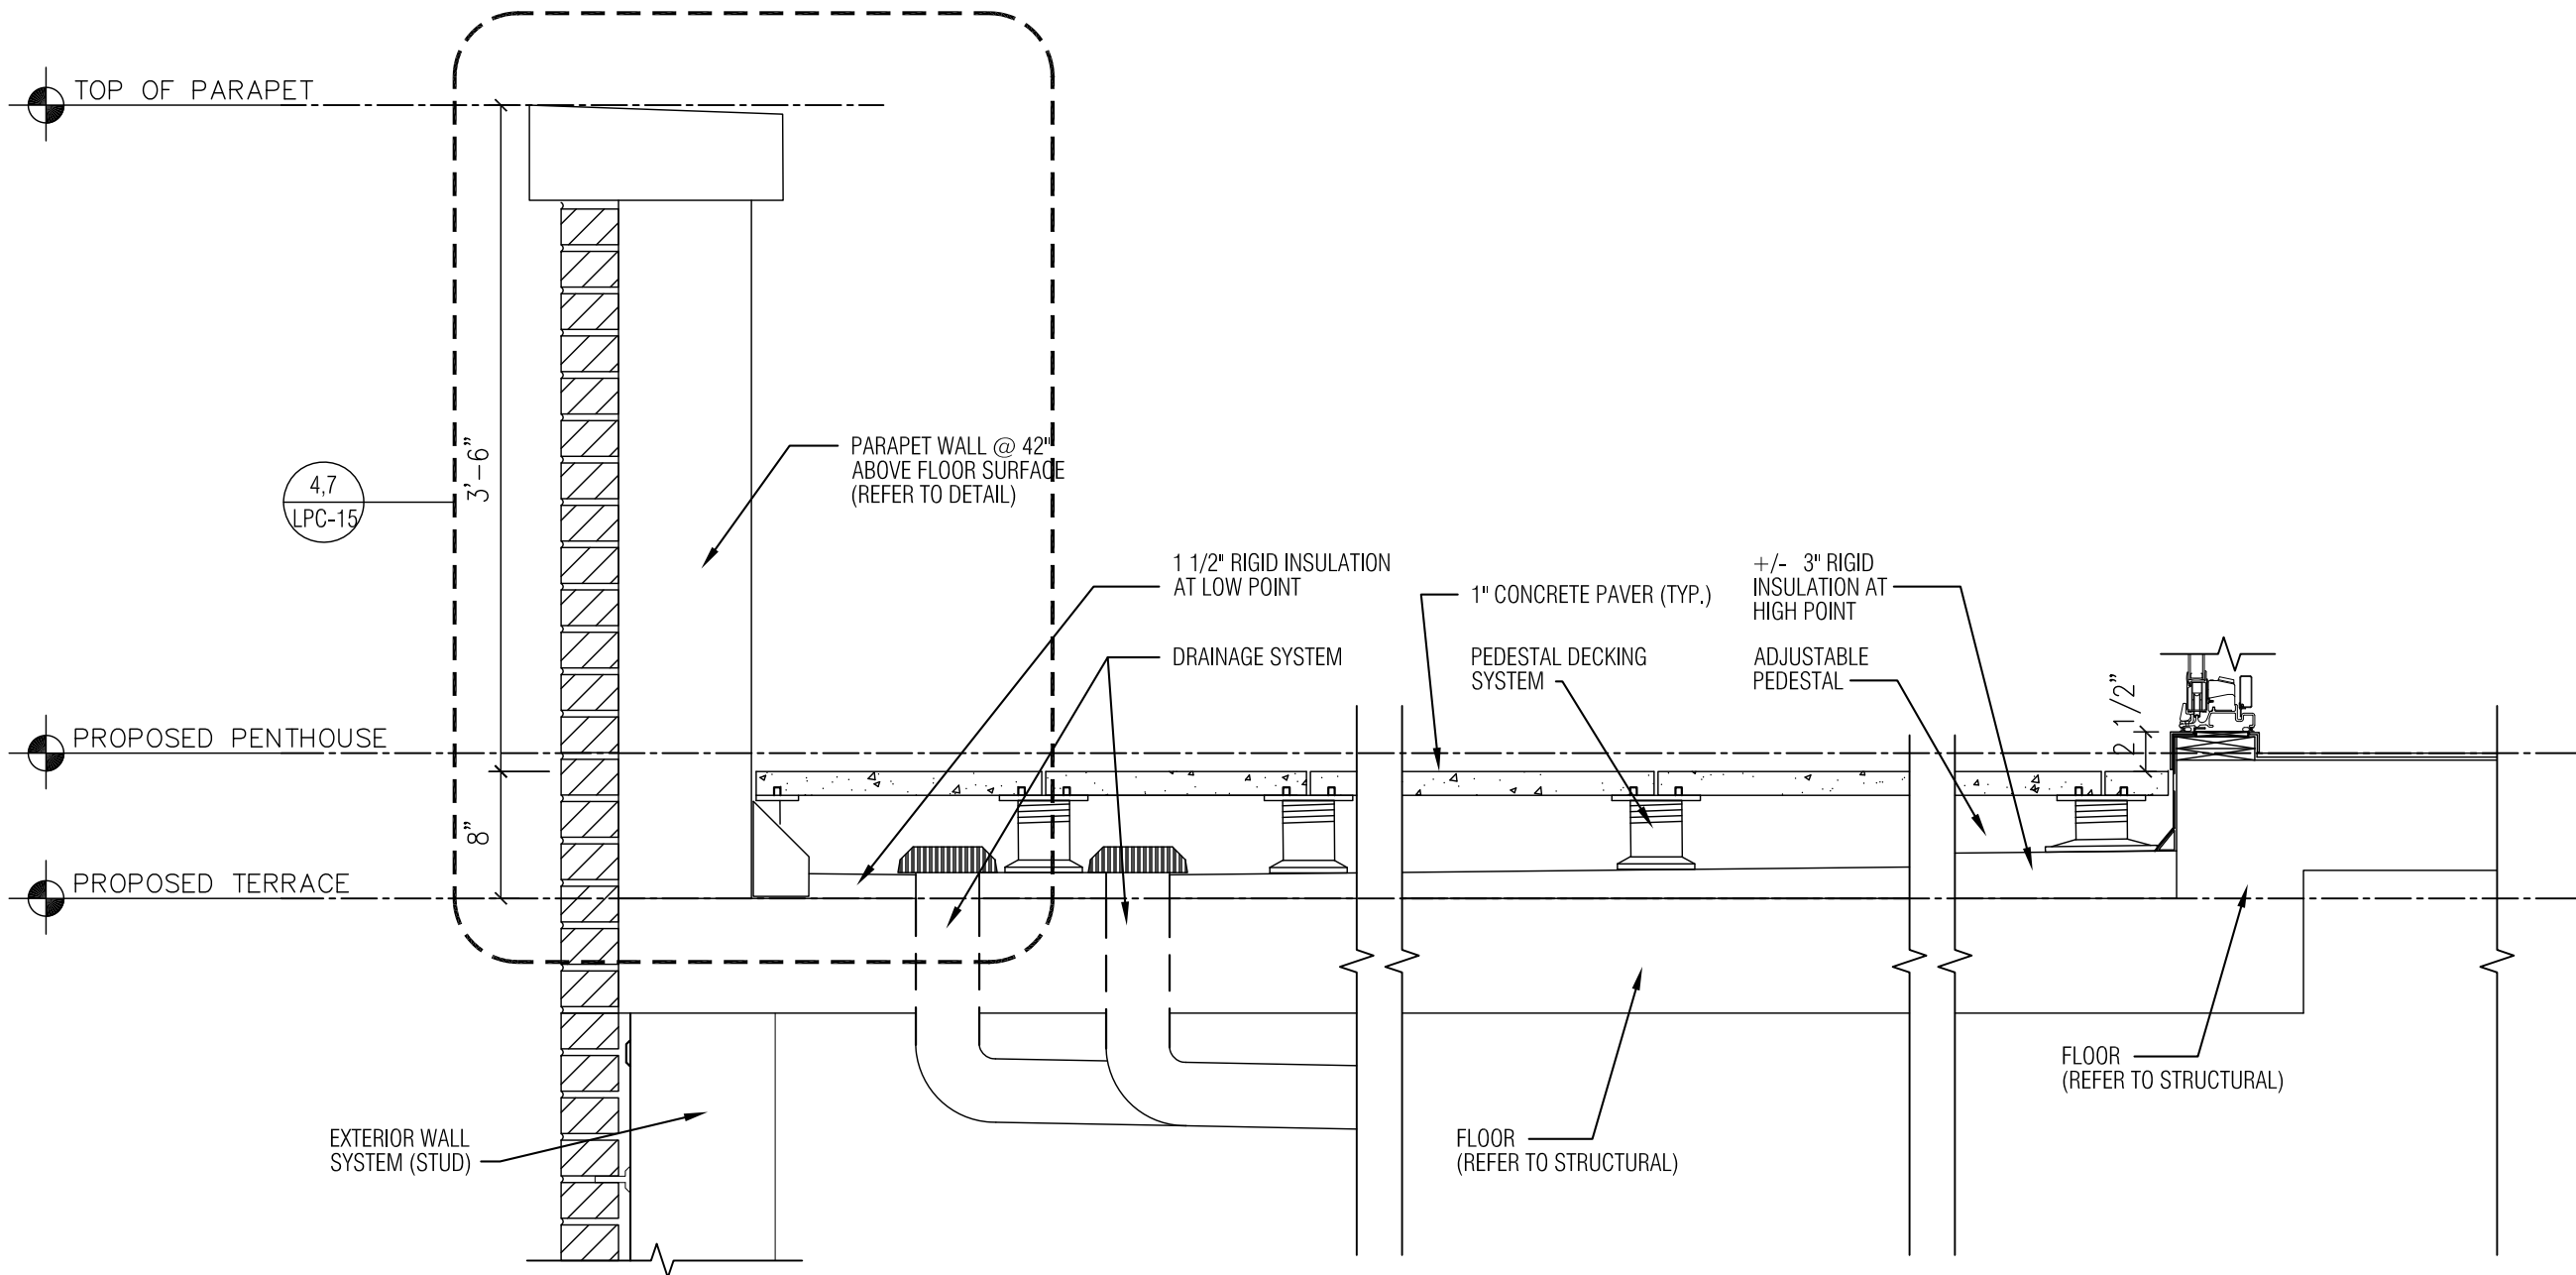 TOP OF PARAPET
3'-6"
PARAPET WALL @ 42"
ABOVE FLOOR SURFACE
(REFER TO DETAIL)
4,7
LPC-15
1 1/2" RIGID INSULATION
AT LOW POINT
DRAINAGE SYSTEM
1" CONCRETE PAVER (TYP.)
PEDESTAL DECKING
SYSTEM
+/- 3" RIGID
INSULATION AT
HIGH POINT
ADJUSTABLE
PEDESTAL
2 1/2"
PROPOSED PENTHOUSE
8"
PROPOSED TERRACE
EXTERIOR WALL
SYSTEM (STUD)
FLOOR
(REFER TO STRUCTURAL)
FLOOR
(REFER TO STRUCTURAL)